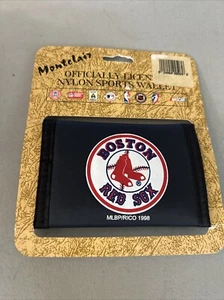 Montclair
OFFICIALLY LICEN
NYLON SPORTS WALLET
BOSTON
RED SOX
MLBP/RICO 1998